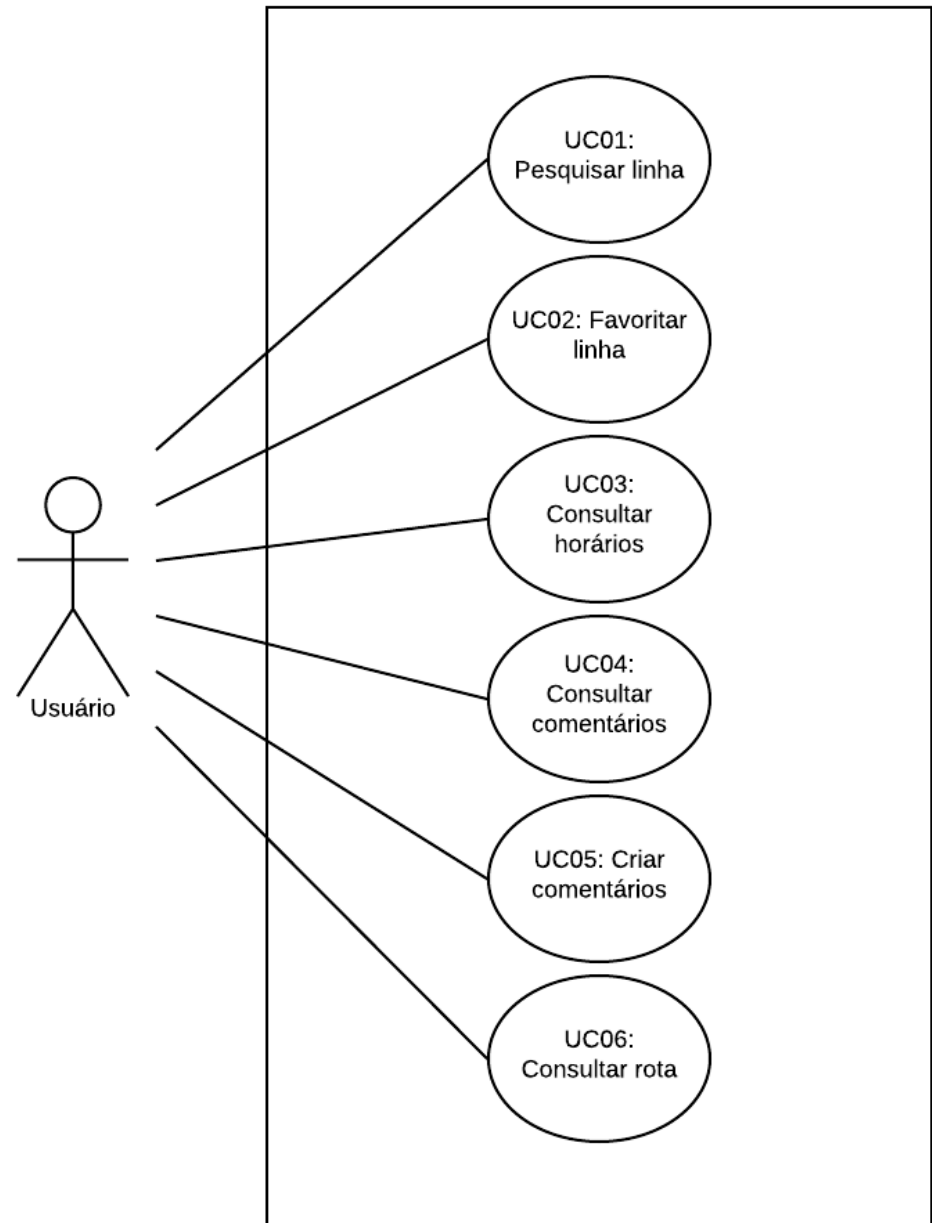 UC01:
Pesquisar linha
UC02: Favoritar
linha
UC03:
Consultar
horários
UC04:
Consultar
comentários
Usuário
UC05: Criar
comentários
UC06:
Consultar rota